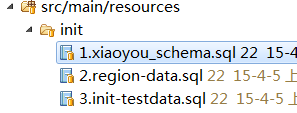 src/main/resources
init
1.xiaoyou_schema.sql 22 15-4-5
2.region-data.sql 22 15-4-5 上
3.init-testdata.sql 22 15-4-5 上